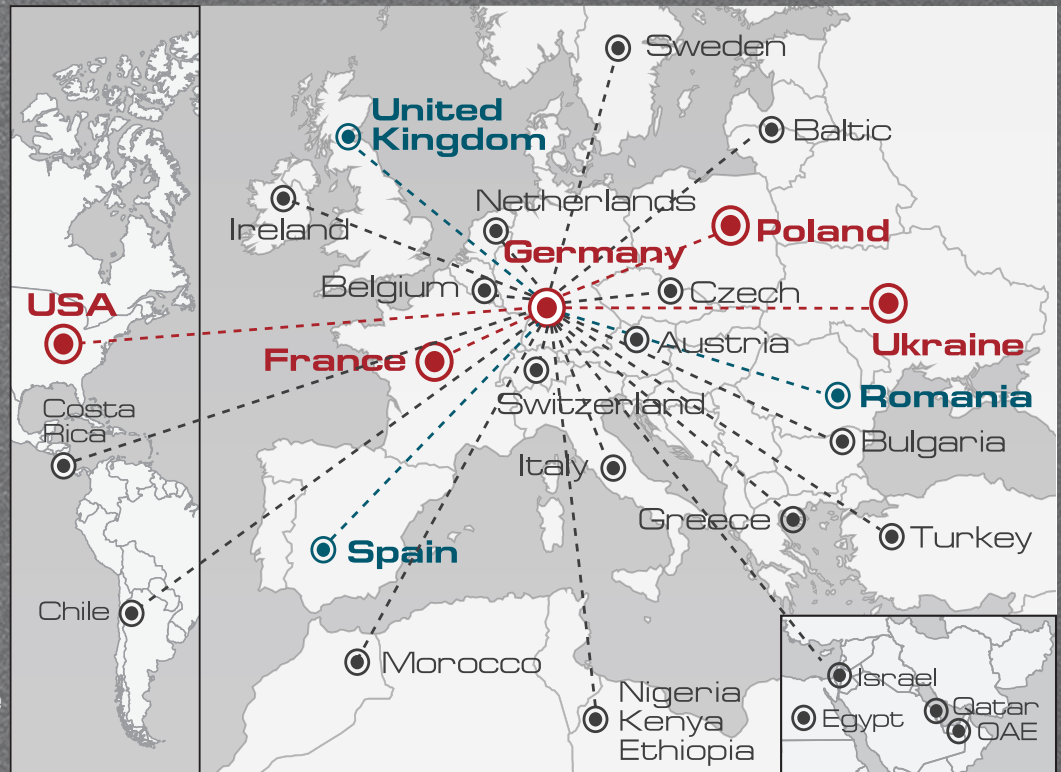 Sweden
United
Kingdom
Baltic
Netherlands
Ireland
Poland
Germany
Belgium
Czech
USA
Ukraine
Austria
France
Switzerland
Romania
Costa
Rica
Bulgaria
Italy
Greece
Turkey
Spain
Chile
Morocco
Israel
Nigeria
Kenya
Ethiopia
Qatar
Egypt
OAE